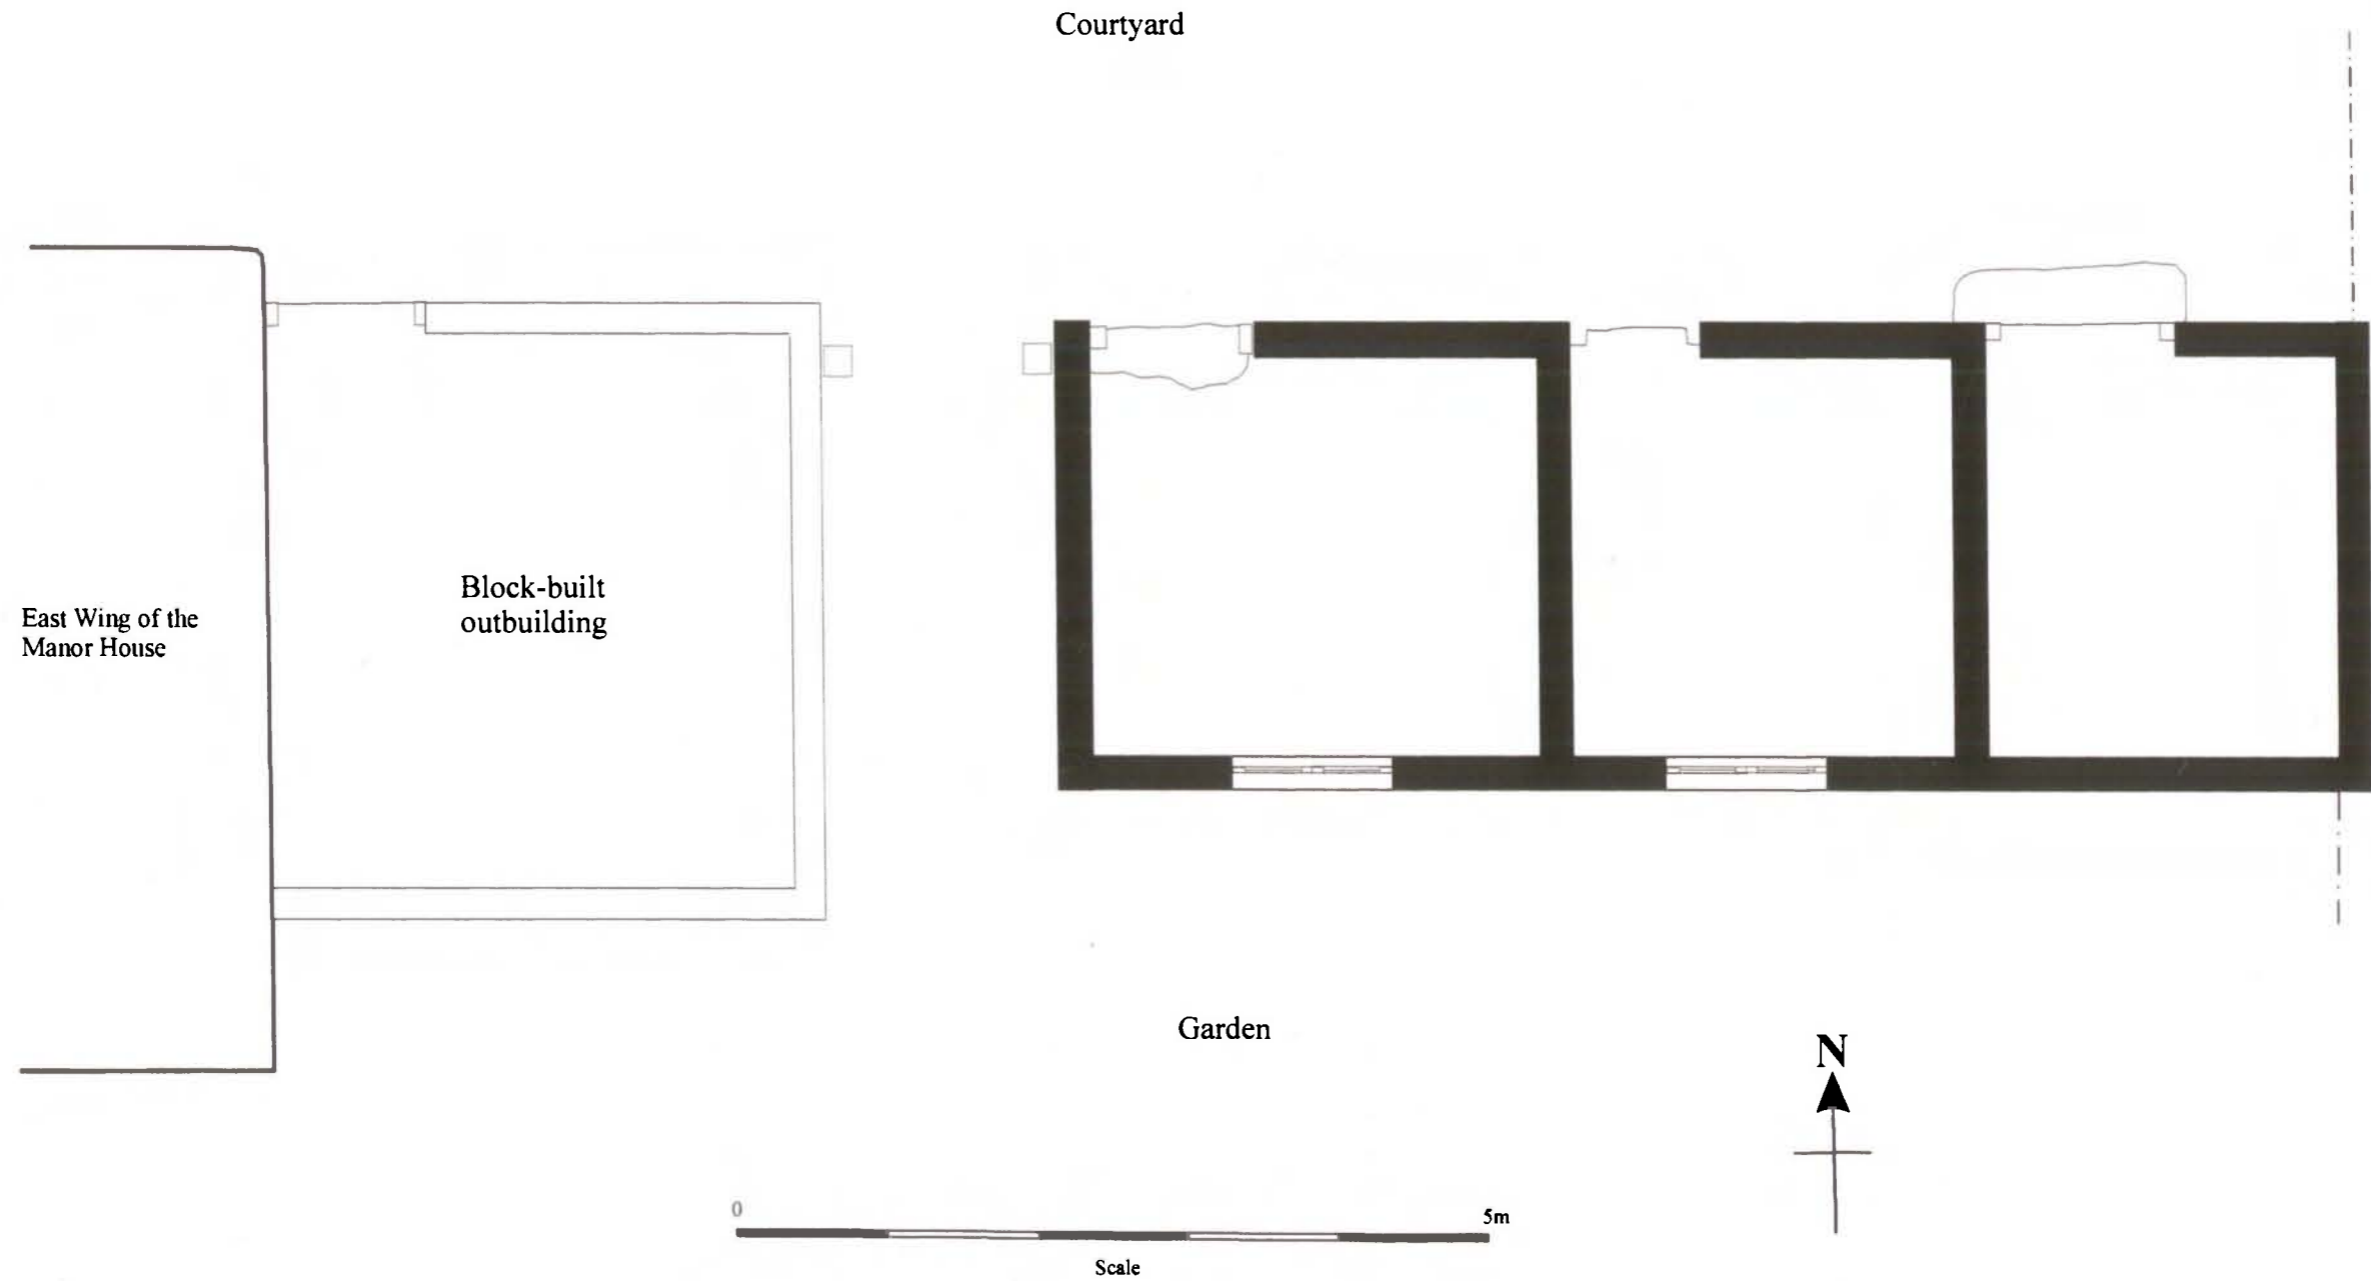 Courtyard
Block-built
outbuilding
East Wing of the
Manor House
Garden
N
0
5m
Scale